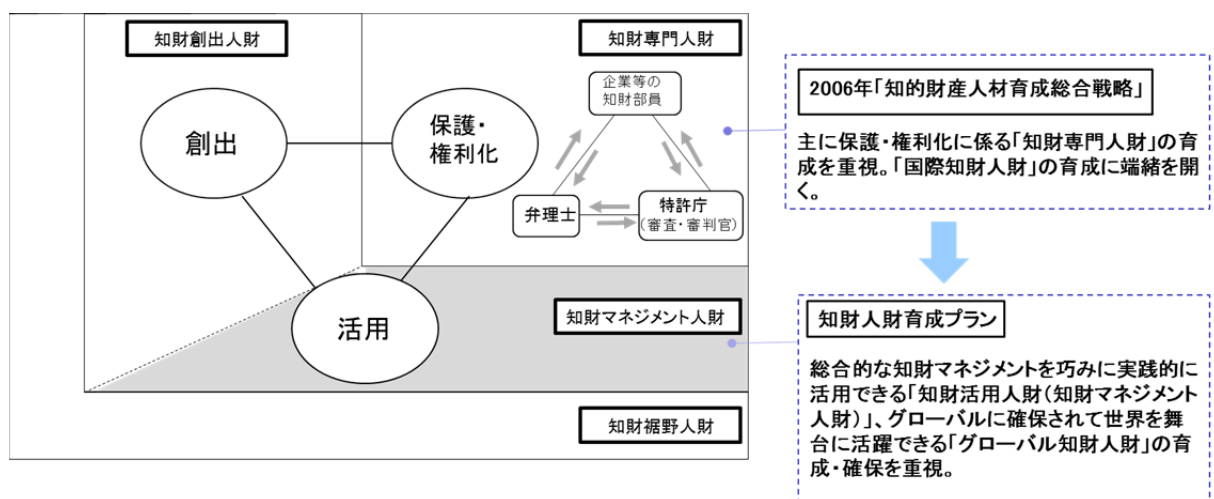 知財創出人財
知財専門人財
創出
保護・
権利化
活用
企業等の
知財部員
弁理士
特許庁
(審査・審判官)
知財マネジメント人財
知財裾野人財
2006年「知的財産人材育成総合戦略」
主に保護・権利化に係る「知財専門人財」の育
成を重視。「国際知財人財」の育成に端緒を開
く。
知財人財育成プラン
総合的な知財マネジメントを巧みに実践的に
活用できる「知財活用人財(知財マネジメント
人財)」、グローバルに確保されて世界を舞
台に活躍できる「グローバル知財人財」の育
成・確保を重視。